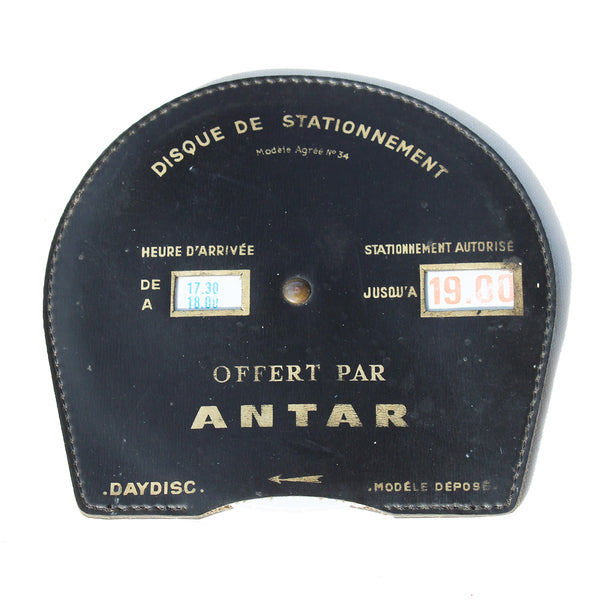 DISQUE DE STATIONNEMENT
Modèle Agréé No 34
HEURE D'ARRIVÉE
DE 17.30
A 18.00
STATIONNEMENT AUTORISÉ
JUSQU'A 19.00
OFFERT PAR
ANTAR
.DAYDISC.
.MODÈLE DÉPOSÉ.